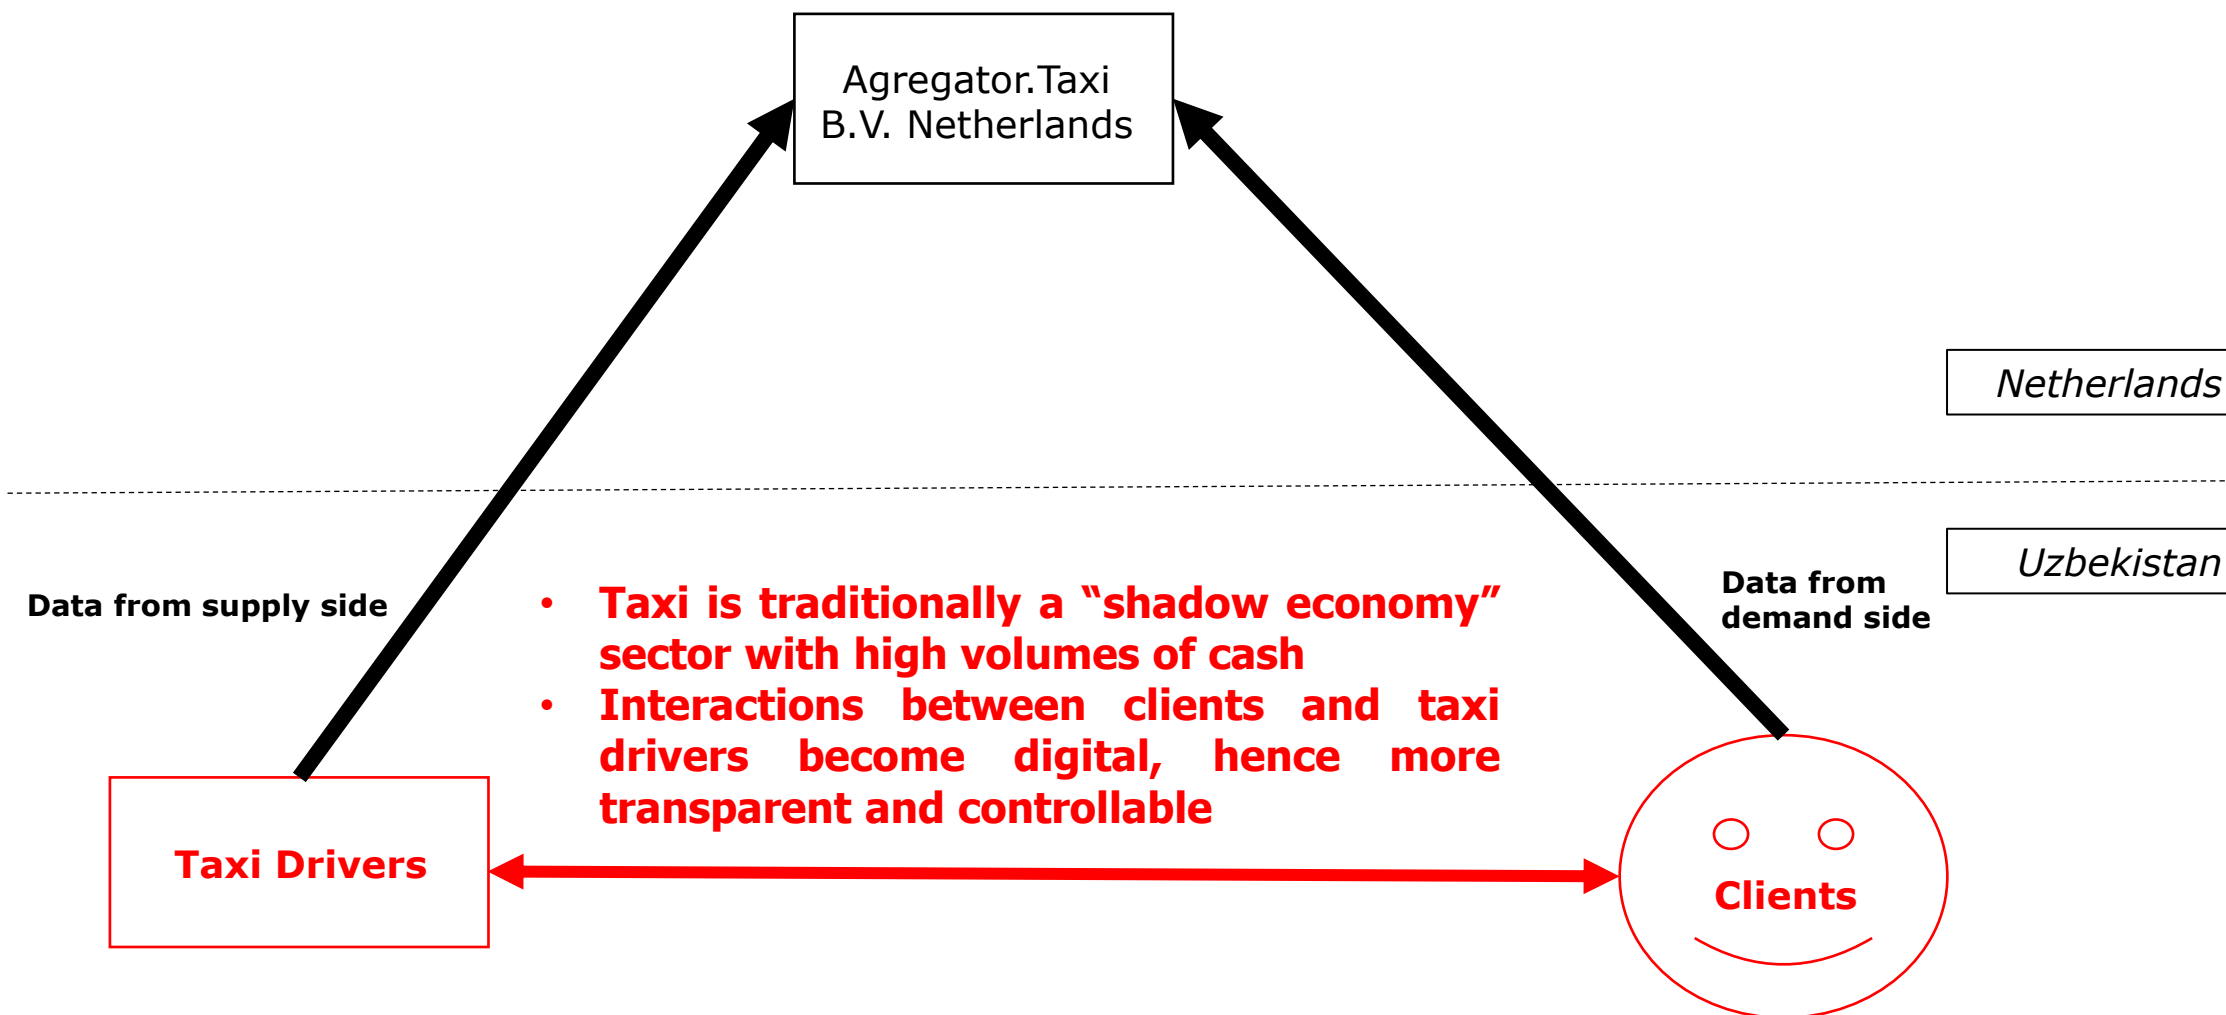 Agregator.Taxi
B.V. Netherlands
Netherlands
Uzbekistan
Data from supply side
• Taxi is traditionally a “shadow economy”
sector with high volumes of cash
• Interactions between clients and taxi
drivers become digital, hence more
transparent and controllable
Data from
demand side
Taxi Drivers
Clients